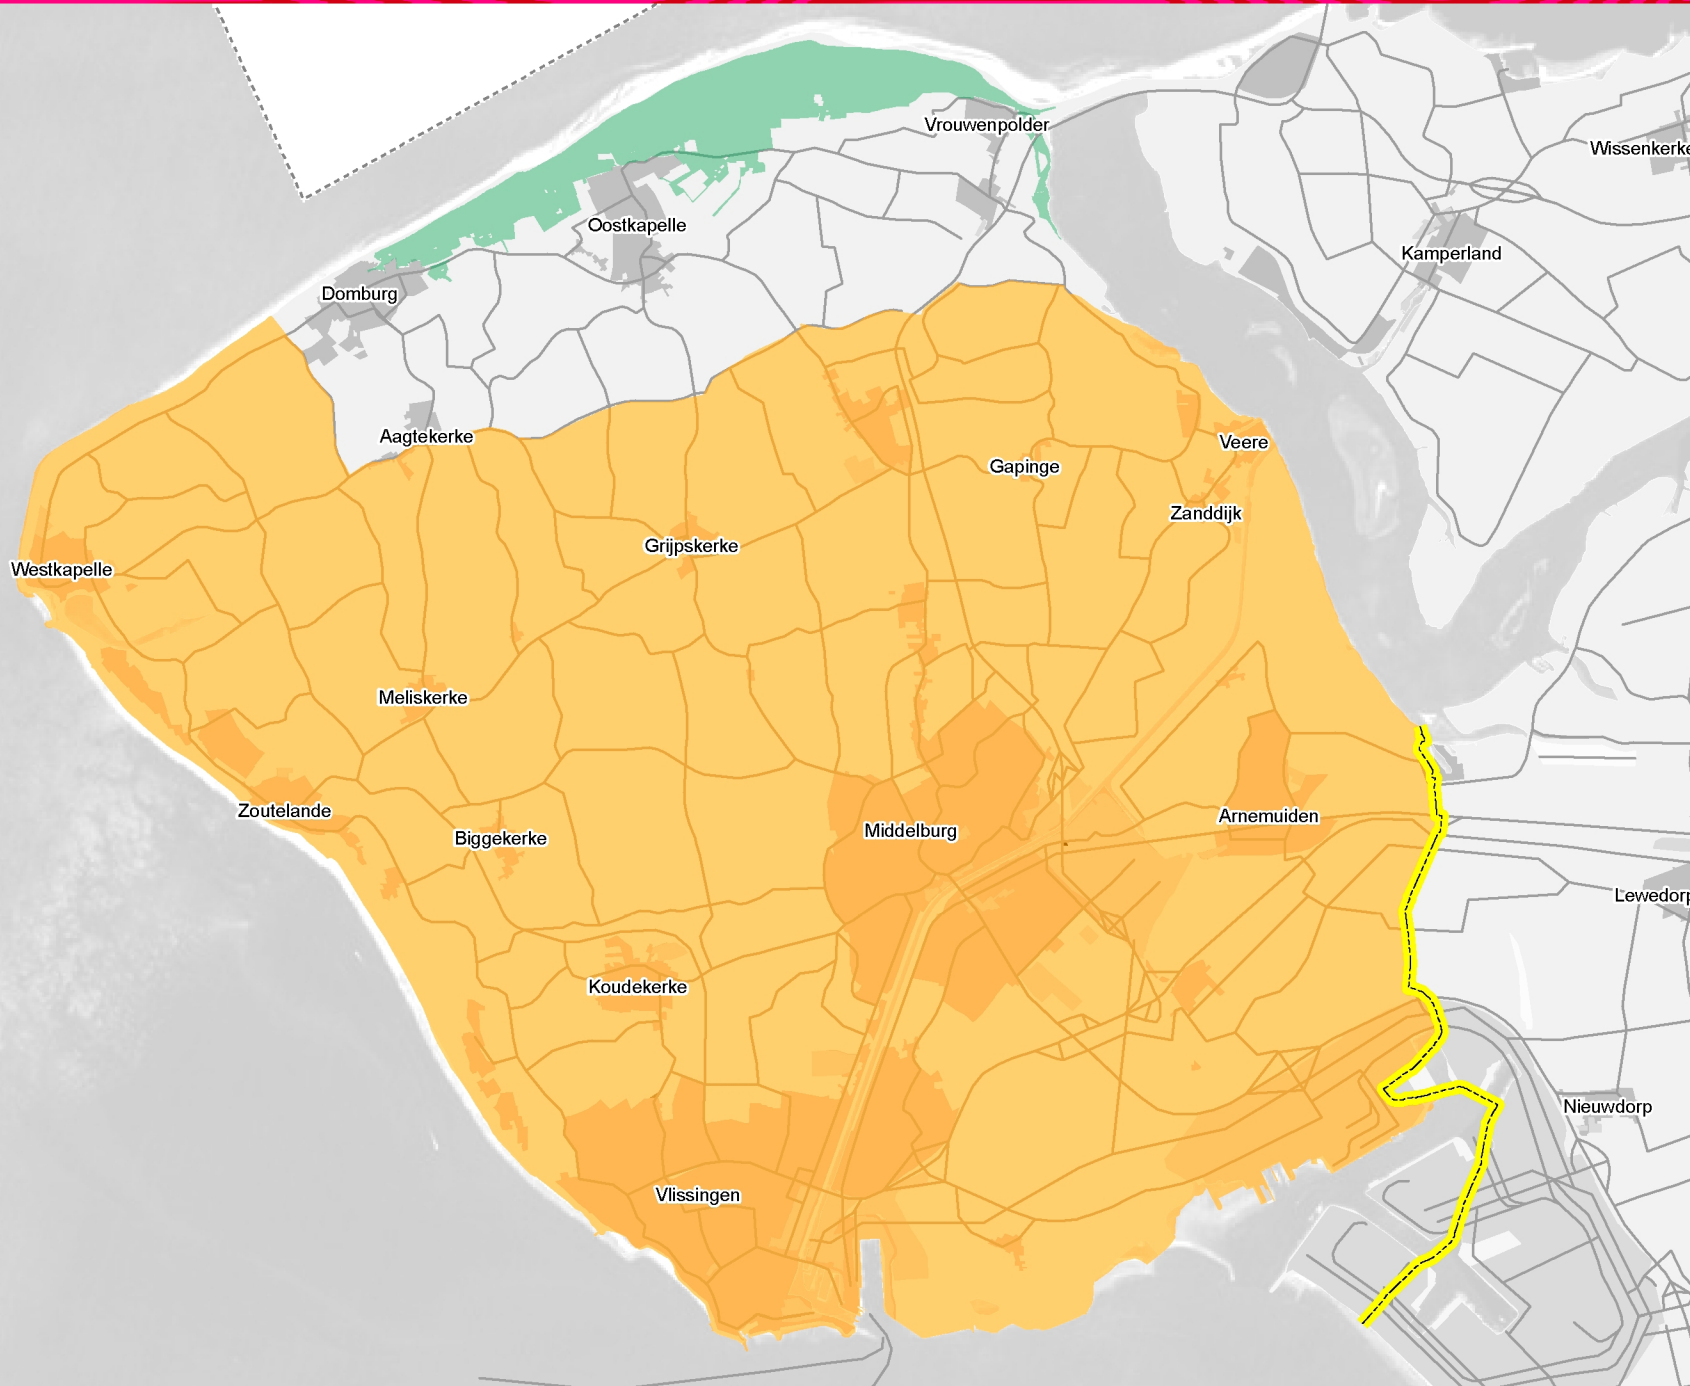 Vrouwenpolder
Wissenkerke
Oostkapelle
Kamperland
Domburg
Aagtekerke
Veere
Gapinge
Zanddijk
Grijpskerke
Westkapelle
Meliskerke
Zoutelande
Arnemuiden
Middelburg
Biggekerke
Lewedorp
Koudekerke
Nieuwdorp
Vlissingen